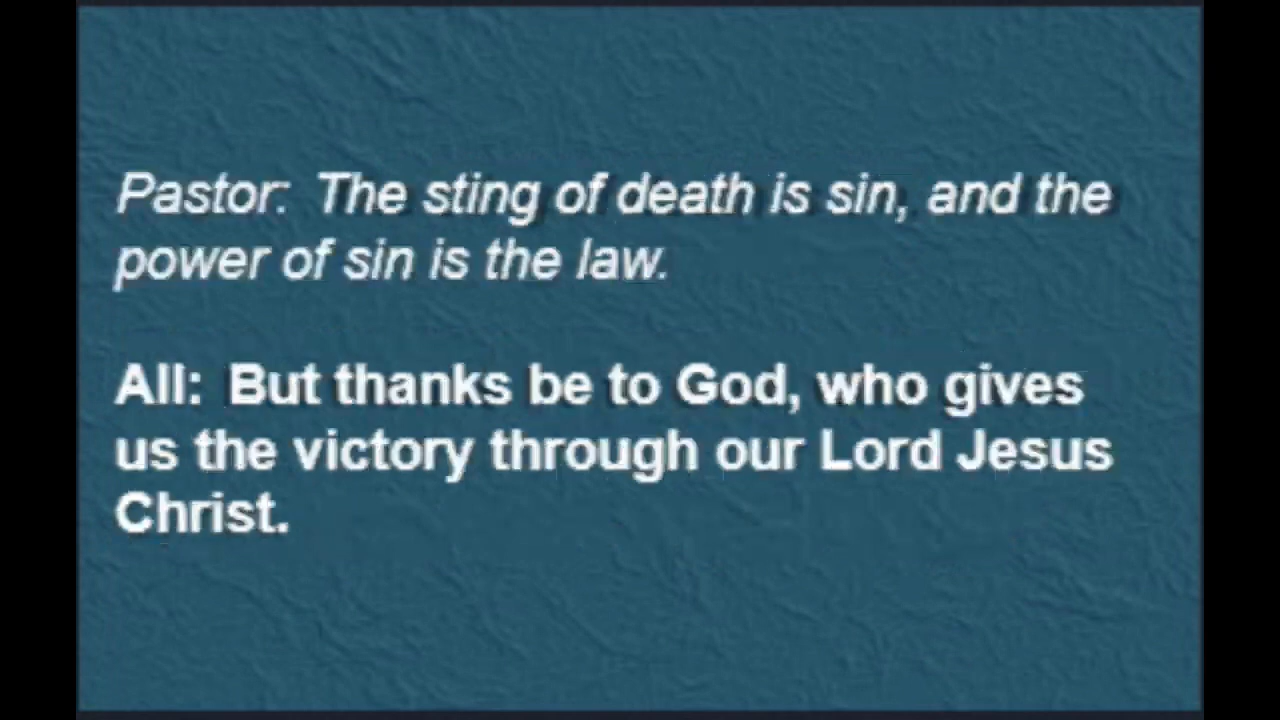 Pastor: The sting of death is sin, and the
power of sin is the law.
All: But thanks be to God, who gives
us the victory through our Lord Jesus
Christ.